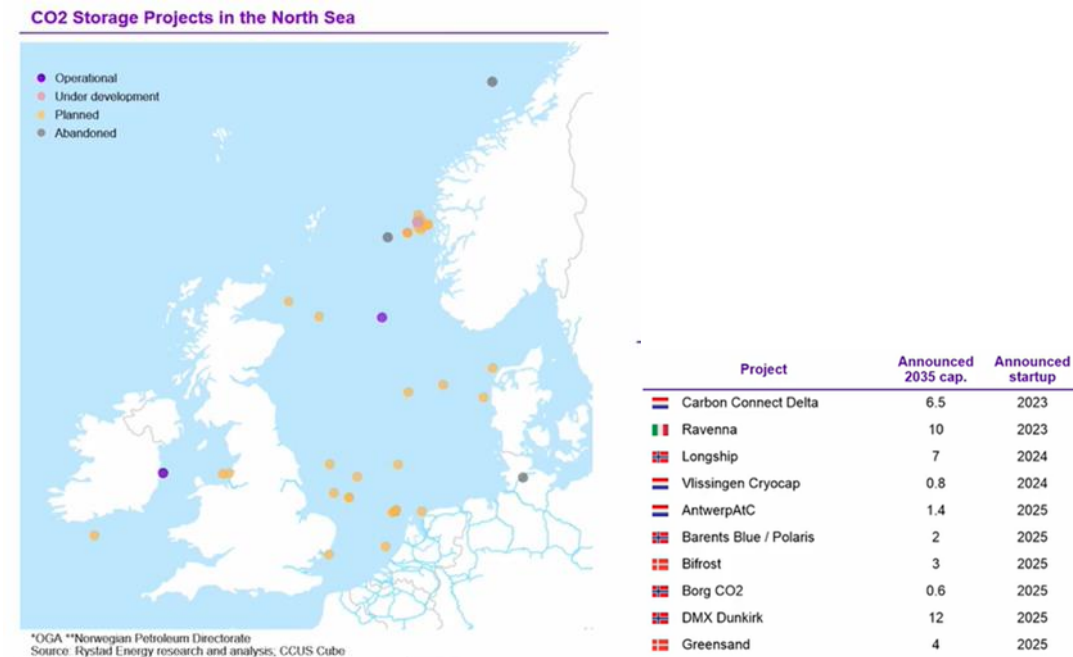 CO2 Storage Projects in the North Sea
Operational
Under development
Planned
Abandoned
*OGA **Norwegian Petroleum Directorate
Source: Rystad Energy research and analysis; CCUS Cube
Project Announced 2035 cap. Announced startup
Carbon Connect Delta 6.5 2023
Ravenna 10 2023
Longship 7 2024
Vlissingen Cryocap 0.8 2024
AntwerpAtC 1.4 2025
Barents Blue / Polaris 2 2025
Bifrost 3 2025
Borg CO2 0.6 2025
DMX Dunkirk 12 2025
Greensand 4 2025